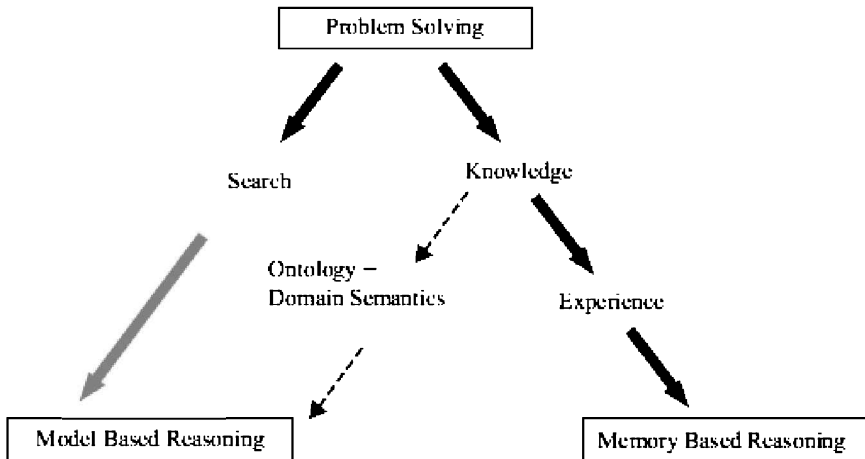 Problem Solving
Search
Knowledge
Ontology –
Domain Semantics
Experience
Model Based Reasoning
Memory Based Reasoning